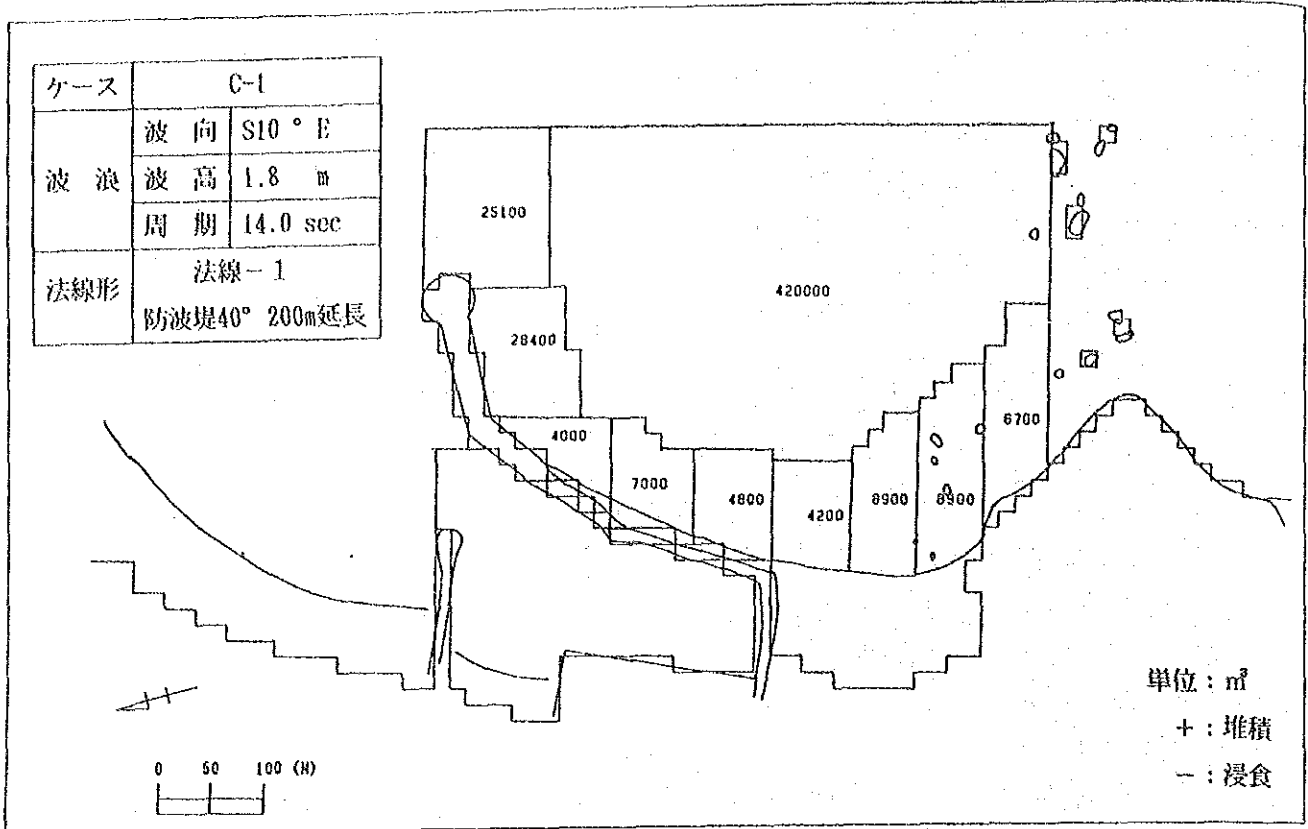 ケース C-1
波浪 波向 S10°E
波高 1.8 m
周期 14.0 sec
法線形 法線-1
防波堤40° 200m延長
25100
420000
28400
6700
4000
7000
4800
4200
8900
8900
単位:m³
+:堆積
-:浸食
0 50 100 (M)